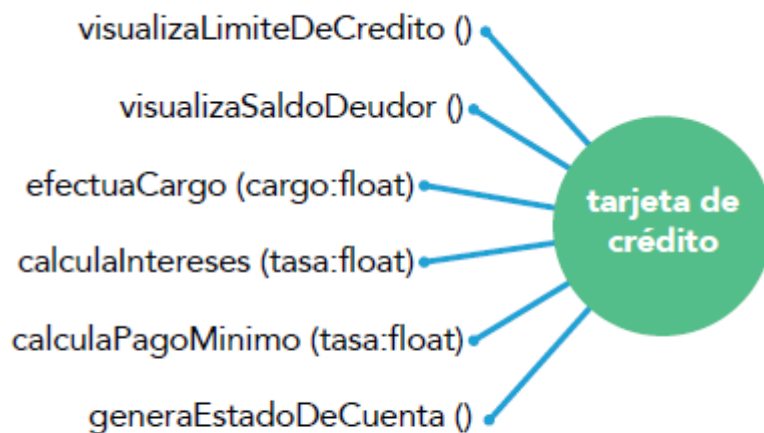 visualizaLimiteDeCredito ()
visualizaSaldoDeudor ()
efectuaCargo (cargo:float)
calculaIntereses (tasa:float)
calculaPagoMinimo (tasa:float)
generaEstadoDeCuenta ()
tarjeta de
crédito